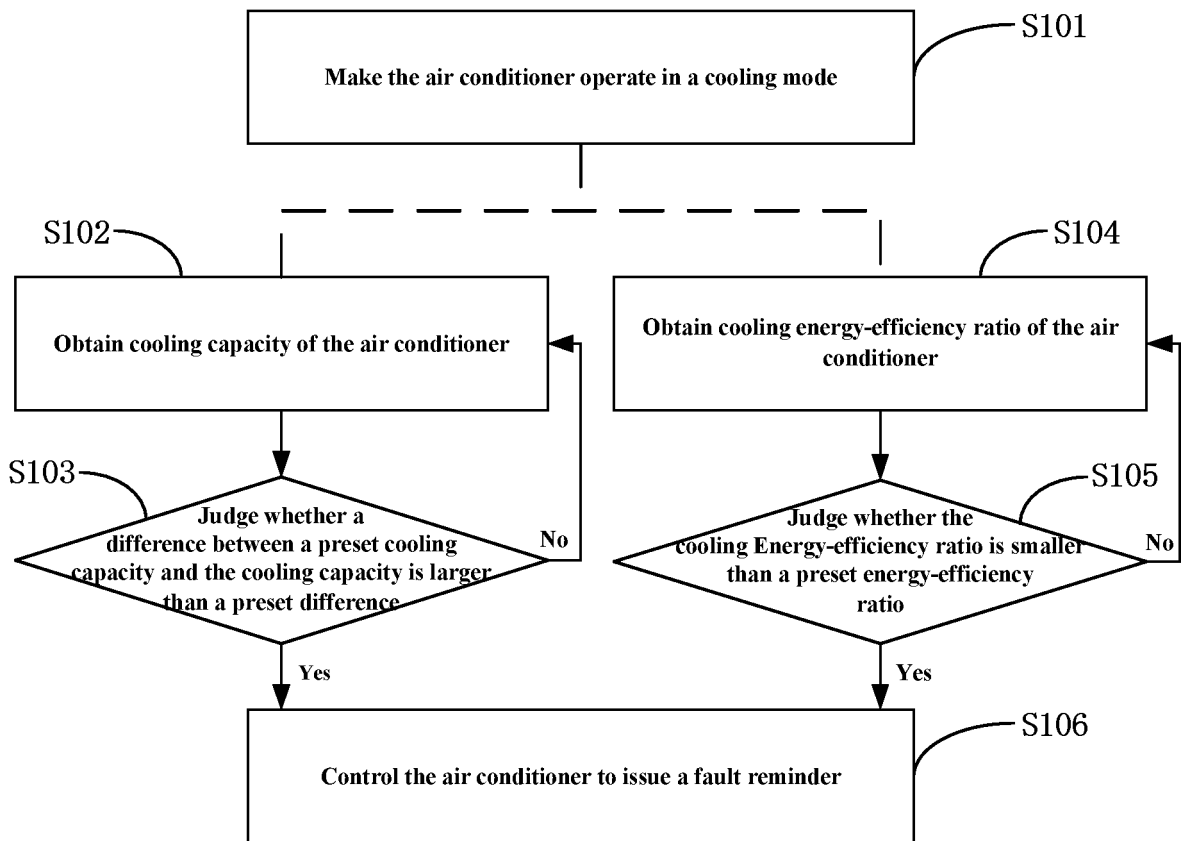 S101
Make the air conditioner operate in a cooling mode
S102
S104
Obtain cooling capacity of the air conditioner
Obtain cooling energy-efficiency ratio of the air
conditioner
S103
S105
Judge whether a
difference between a preset cooling
capacity and the cooling capacity is larger
than a preset difference
No
Judge whether the
cooling Energy-efficiency ratio is smaller
than a preset energy-efficiency
ratio
No
Yes
Yes
S106
Control the air conditioner to issue a fault reminder